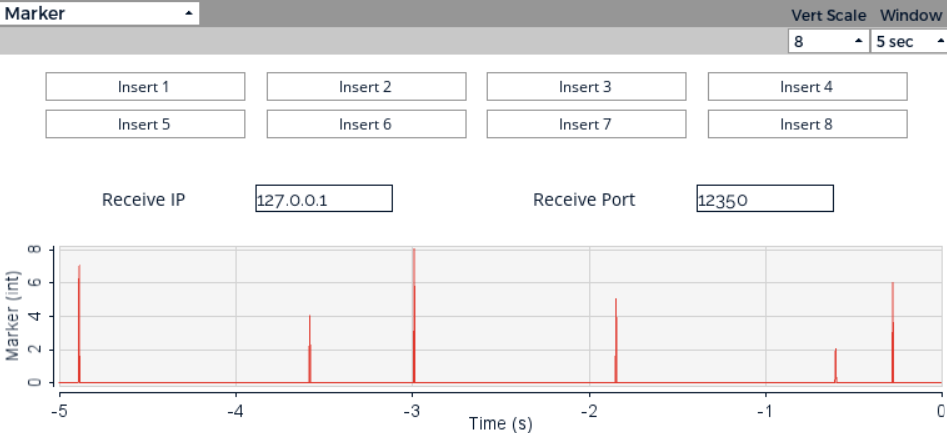 Marker
Vert Scale Window
8 5 sec
Insert 1 Insert 2 Insert 3 Insert 4
Insert 5 Insert 6 Insert 7 Insert 8
Receive IP 127.0.0.1 Receive Port 12350
Marker (int)
8
6
4
2
0
-5 -4 -3 -2 -1 0
Time (s)